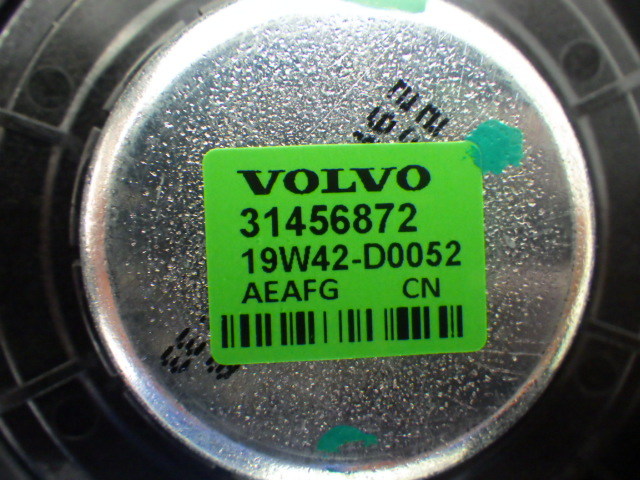 VOLVO
31456872
19W42-D0052
AEAFG CN